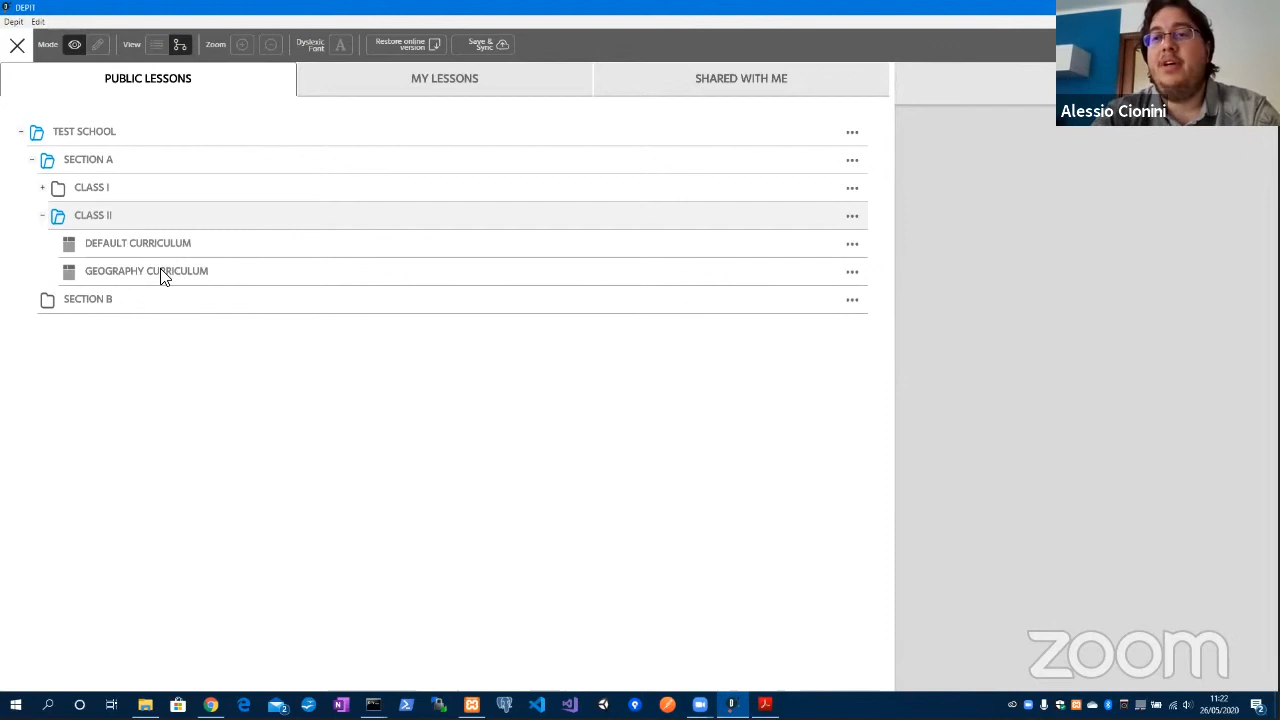 DEPIT
Depit Edit
Mode View Zoom Dyslexic Font A Restore online version Save & Sync
PUBLIC LESSONS MY LESSONS SHARED WITH ME
TEST SCHOOL
SECTION A
CLASS I
CLASS II
DEFAULT CURRICULUM
GEOGRAPHY CURRICULUM
SECTION B
Alessio Cionini
zoom
11:22
26/05/2020